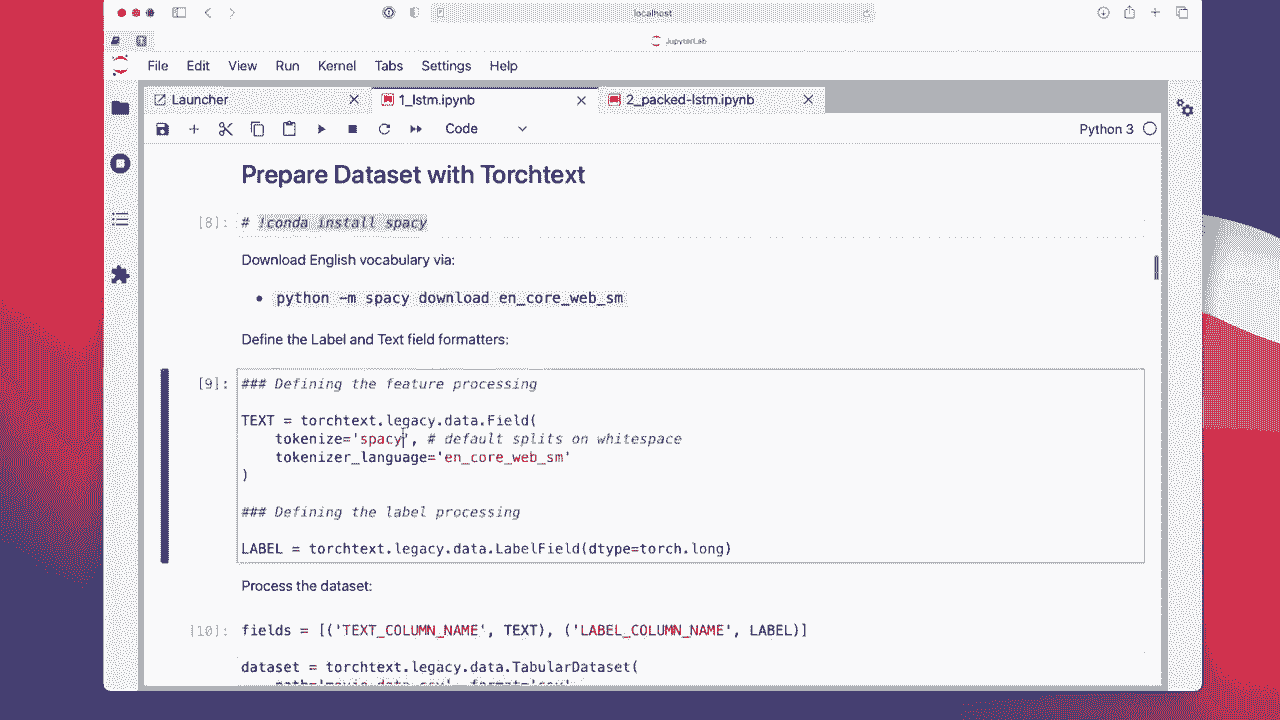 localhost
JupyterLab
File Edit View Run Kernel Tabs Settings Help
Launcher 1_lstm.ipynb 2_packed-lstm.ipynb
Code Python 3
Prepare Dataset with Torchtext
[8]: # !conda install spacy
Download English vocabulary via:
• python -m spacy download en_core_web_sm
Define the Label and Text field formatters:
[9]: ### Defining the feature processing
TEXT = torchtext.legacy.data.Field(
tokenize='spacy', # default splits on whitespace
tokenizer_language='en_core_web_sm'
)
### Defining the label processing
LABEL = torchtext.legacy.data.LabelField(dtype=torch.long)
Process the dataset:
[10]: fields = [('TEXT_COLUMN_NAME', TEXT), ('LABEL_COLUMN_NAME', LABEL)]
dataset = torchtext.legacy.data.TabularDataset(